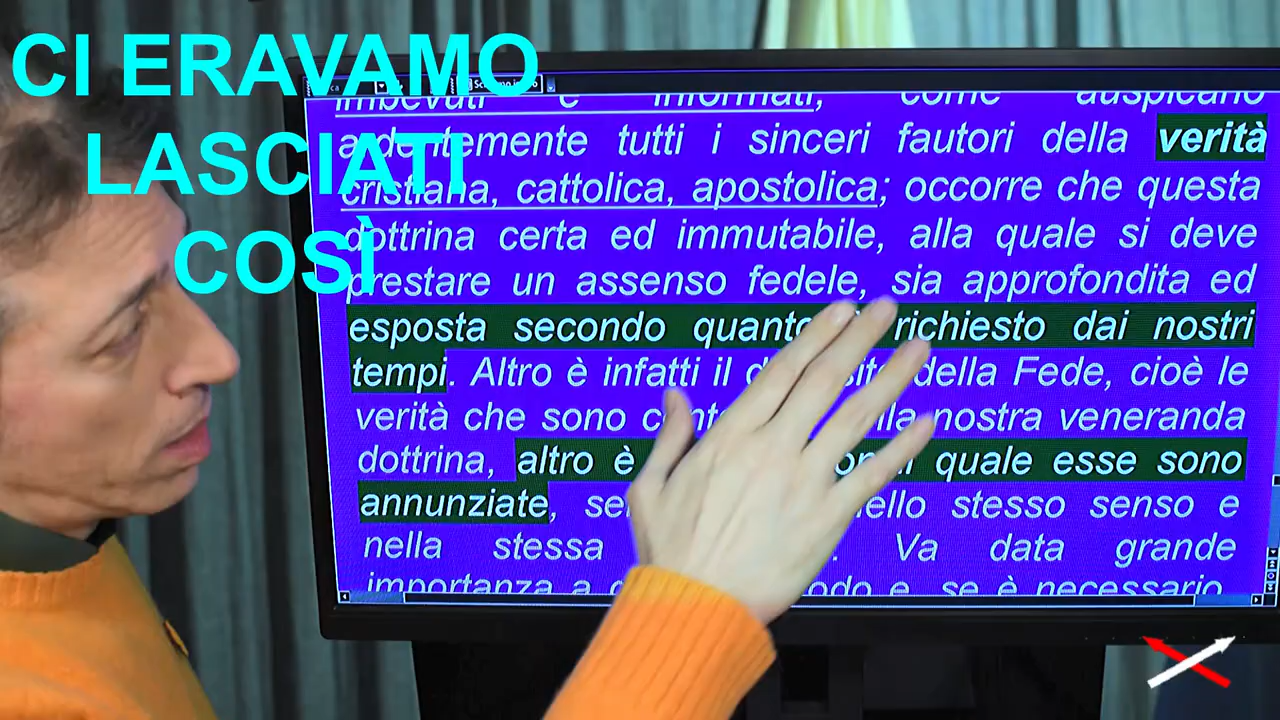 CI ERAVAMO
LASCIATI
COSÌ
imbevuti e informati, come auspicano
ardentemente tutti i sinceri fautori della verità
cristiana, cattolica, apostolica; occorre che questa
dottrina certa ed immutabile, alla quale si deve
prestare un assenso fedele, sia approfondita ed
esposta secondo quanto richiesto dai nostri
tempi. Altro è infatti il della Fede, cioè le
verità che sono nostra veneranda
dottrina, altro è quale esse sono
annunziate, stesso senso e
nella stessa Va data grande
importanza a e, se è necessario,